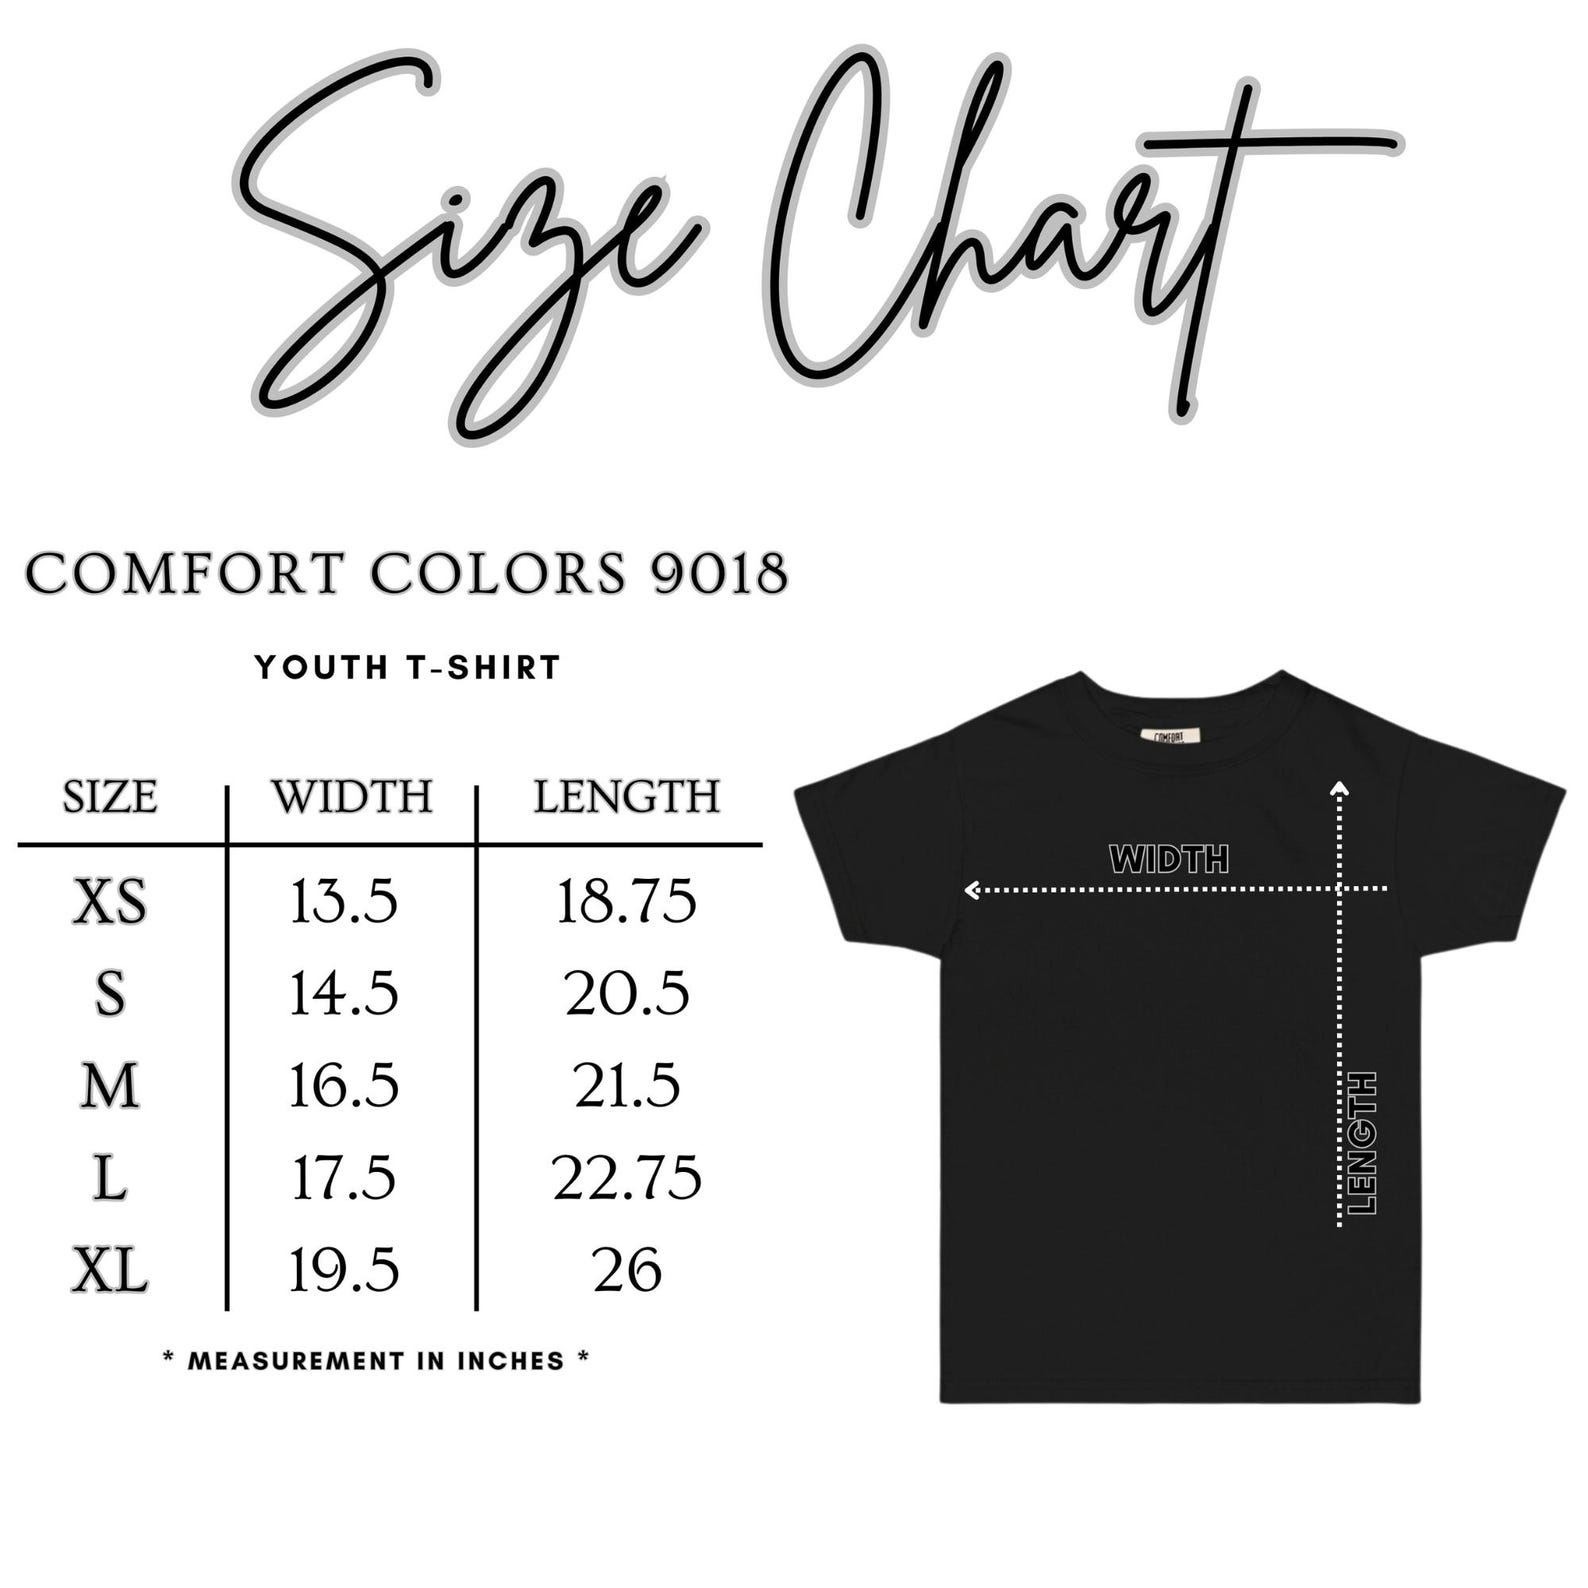 Size Chart
COMFORT COLORS 9018
YOUTH T-SHIRT
SIZE WIDTH LENGTH
XS 13.5 18.75
S 14.5 20.5
M 16.5 21.5
L 17.5 22.75
XL 19.5 26
* MEASUREMENT IN INCHES *
COMFORT
WIDTH
LENGTH